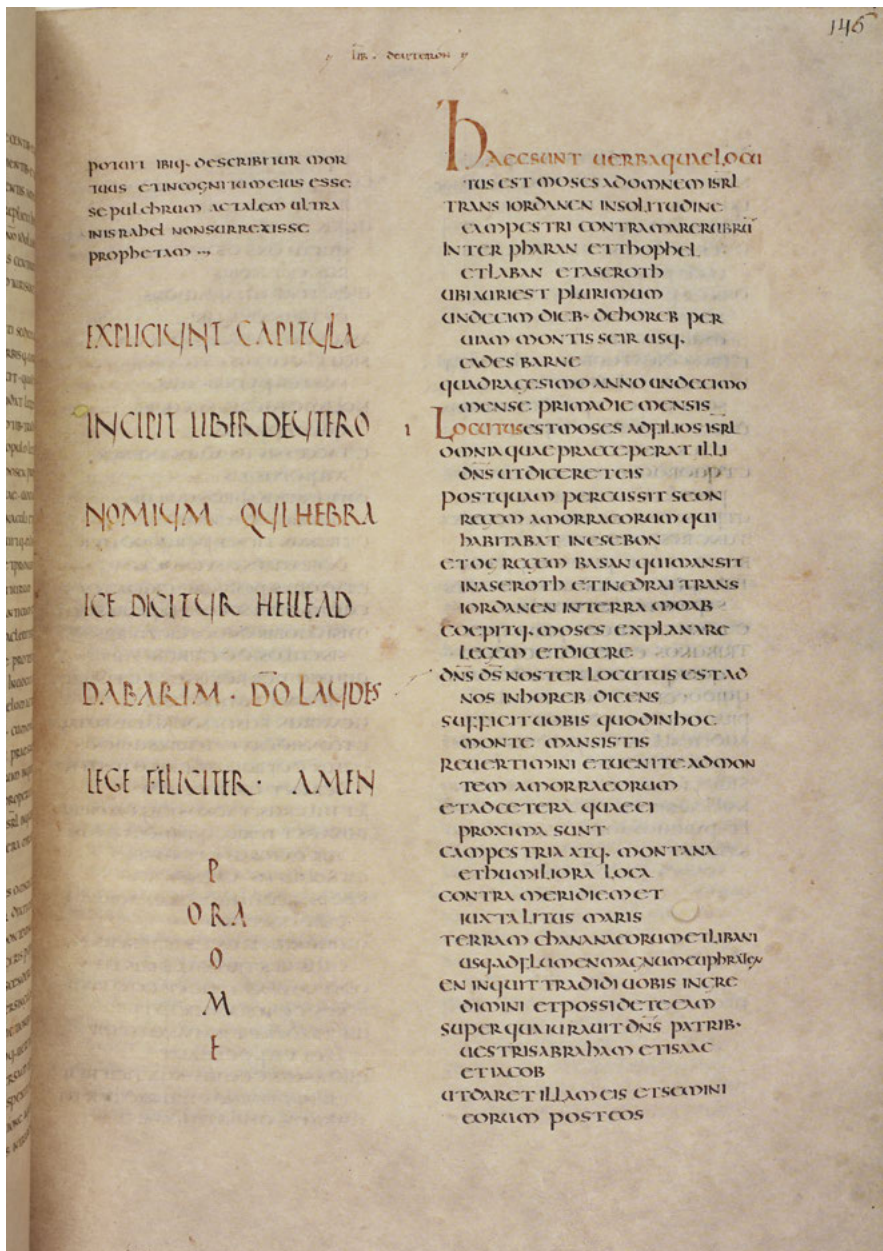 146
LIB · DEUTERON
POTARI IBIQ· DESCRIBITUR MOR
TUUS ET INCOGNITUM EIUS ESSE
SEPULCHRUM AC TALEM ULTRA
IN ISRAHEL NON SURREXISSE
PROPHETAM
EXPLICIUNT CAPITULA
INCIPIT LIBER DEUTERO
NOMIUM QUI HEBRA
ICE DICITUR HELLEAD
DABARIM · DO LAUDES
LEGE FELICITER · AMEN
P
ORA
O
M
E
HAEC SUNT UERBA QUAE LOCU
TUS EST MOSES AD OMNEM ISRL
TRANS IORDANEN IN SOLITUDINE
CAMPESTRI CONTRA MARE RUBRU
INTER PHARAN ET THOPHEL
ET LABAN ET ASEROTH
UBI AURI EST PLURIMUM
UNDECIM DIEB· DE HOREB PER
UIAM MONTIS SEIR USQ·
CADES BARNE
QUADRAGESIMO ANNO UNDECIMO
MENSE PRIMA DIE MENSIS
I LOCUTUS EST MOSES AD FILIOS ISRL
OMNIA QUAE PRAECEPERAT ILLI
DNS UT DICERET EIS
POSTQUAM PERCUSSIT SEON
REGEM AMORRAEORUM QUI
HABITABAT IN ESEBON
ET OG REGEM BASAN QUI MANSIT
IN ASEROTH ET IN EDRAI TRANS
IORDANEN IN TERRA MOAB
COEPITQ· MOSES EXPLANARE
LEGEM ET DICERE
DNS DS NOSTER LOCUTUS EST AD
NOS IN HOREB DICENS
SUFFICIT UOBIS QUOD IN HOC
MONTE MANSISTIS
REUERTIMINI ET UENITE AD MON
TEM AMORRAEORUM
ET AD CETERA QUAE EI
PROXIMA SUNT
CAMPESTRIA ATQ· MONTANA
ET HUMILIORA LOCA
CONTRA MERIDIEM ET
IUXTA LITUS MARIS
TERRAM CHANANAEORUM ET LIBANI
USQ· AD FLUMEN MAGNUM EUPHRATEN
EN INQUIT TRADIDI UOBIS INGRE
DIMINI ET POSSIDETE EAM
SUPER QUA IURAUIT DNS PATRIB·
UESTRIS ABRAHAM ET ISAAC
ET IACOB
UT DARET ILLAM EIS ET SEMINI
EORUM POST EOS